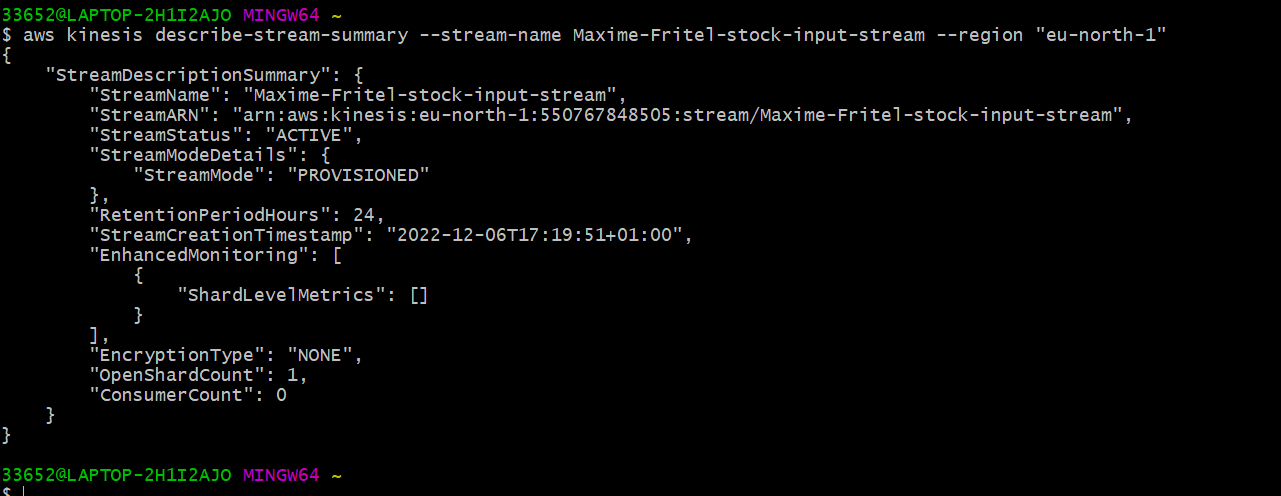 33652@LAPTOP-2H1I2AJO MINGW64 ~
$ aws kinesis describe-stream-summary --stream-name Maxime-Fritel-stock-input-stream --region "eu-north-1"
{
    "StreamDescriptionSummary": {
        "StreamName": "Maxime-Fritel-stock-input-stream",
        "StreamARN": "arn:aws:kinesis:eu-north-1:550767848505:stream/Maxime-Fritel-stock-input-stream",
        "StreamStatus": "ACTIVE",
        "StreamModeDetails": {
            "StreamMode": "PROVISIONED"
        },
        "RetentionPeriodHours": 24,
        "StreamCreationTimestamp": "2022-12-06T17:19:51+01:00",
        "EnhancedMonitoring": [
            {
                "ShardLevelMetrics": []
            }
        ],
        "EncryptionType": "NONE",
        "OpenShardCount": 1,
        "ConsumerCount": 0
    }
}
33652@LAPTOP-2H1I2AJO MINGW64 ~
$